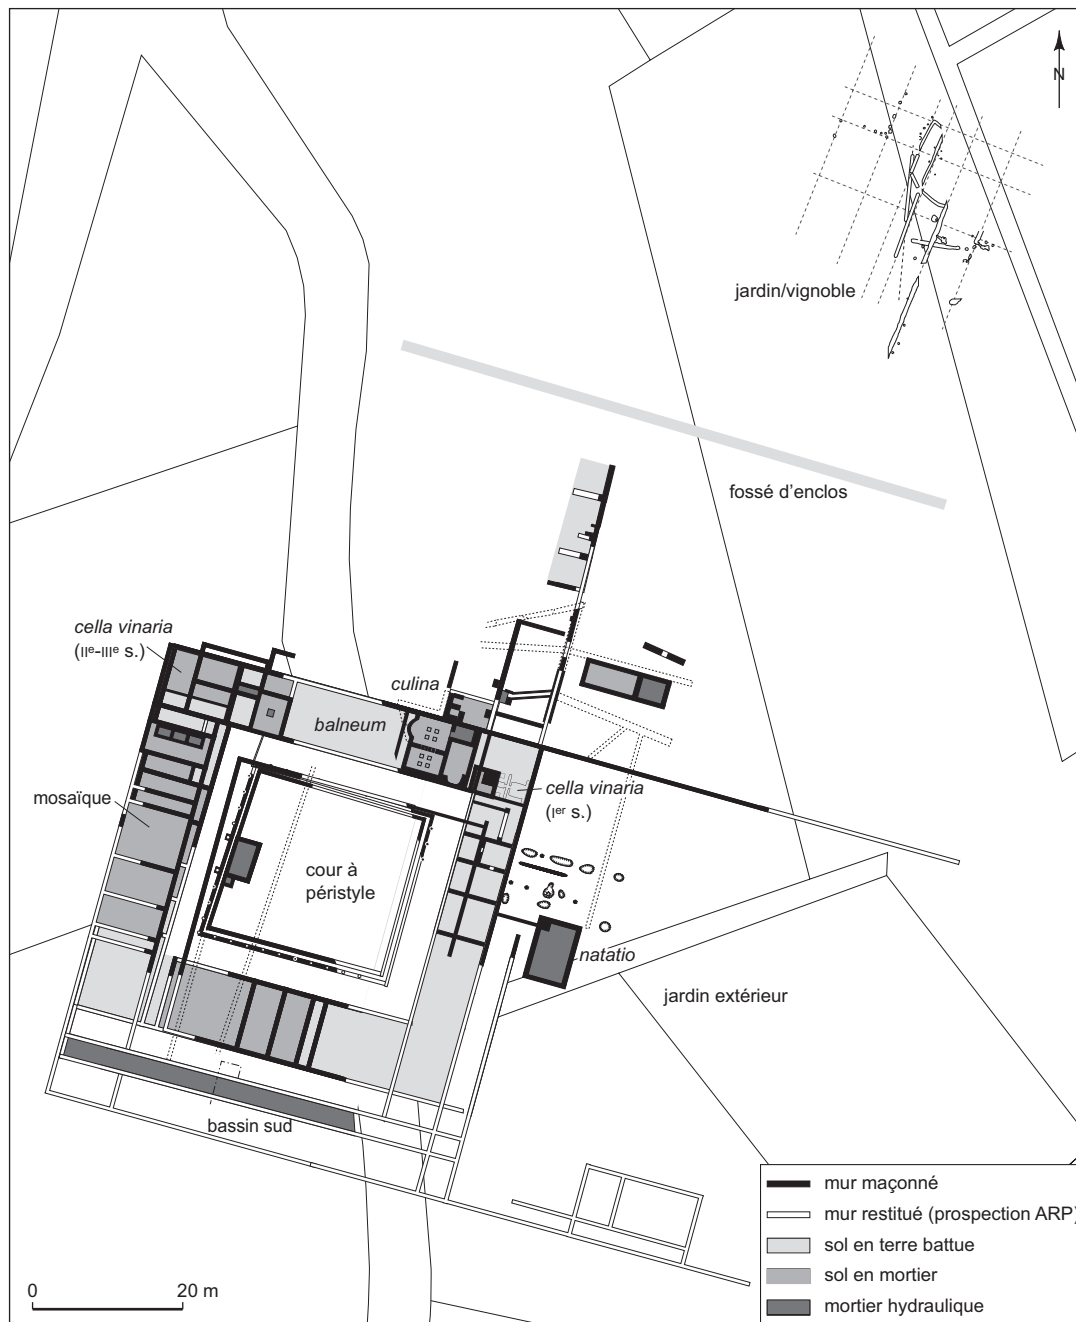 N
jardin/vignoble
fossé d'enclos
cella vinaria
(IIe-IIIe s.)
culina
balneum
mosaïque
cella vinaria
(Ier s.)
cour à
péristyle
natatio
jardin extérieur
bassin sud
mur maçonné
mur restitué (prospection ARP)
sol en terre battue
sol en mortier
mortier hydraulique
0 20 m